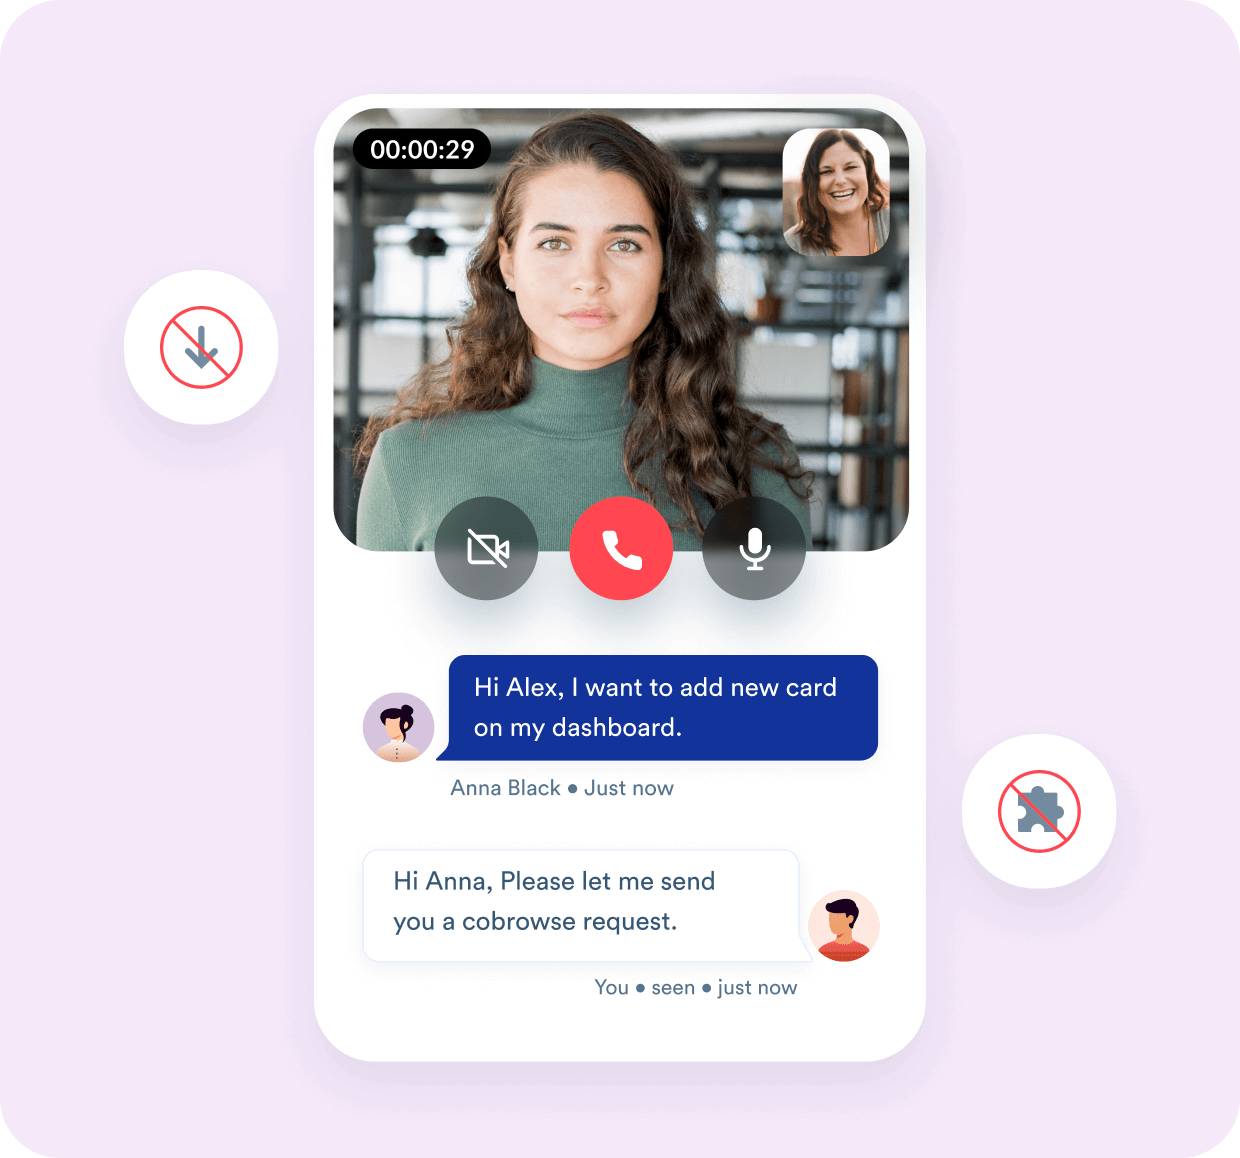 00:00:29
Hi Alex, I want to add new card
on my dashboard.
Anna Black • Just now
Hi Anna, Please let me send
you a cobrowse request.
You • seen • just now